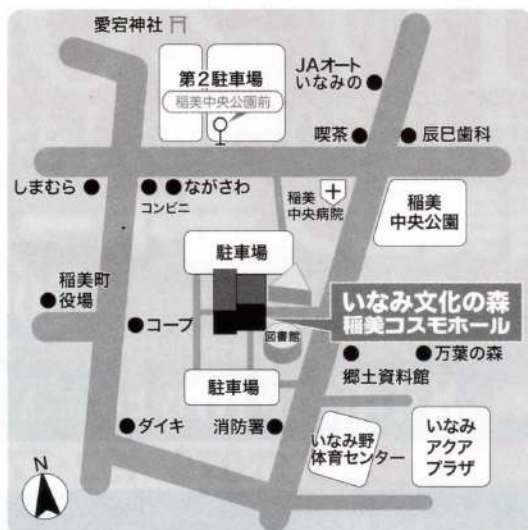 愛宕神社
第2駐車場
稲美中央公園前
JAオート
いなみの
喫茶
辰巳歯科
しまむら
コンビニ
ながさわ
稲美
中央病院
稲美
中央公園
駐車場
稲美町
役場
コープ
いなみ文化の森
稲美コスモホール
図書館
郷土資料館
万葉の森
駐車場
ダイキ
消防署
いなみ野
体育センター
いなみ
アクア
プラザ
N